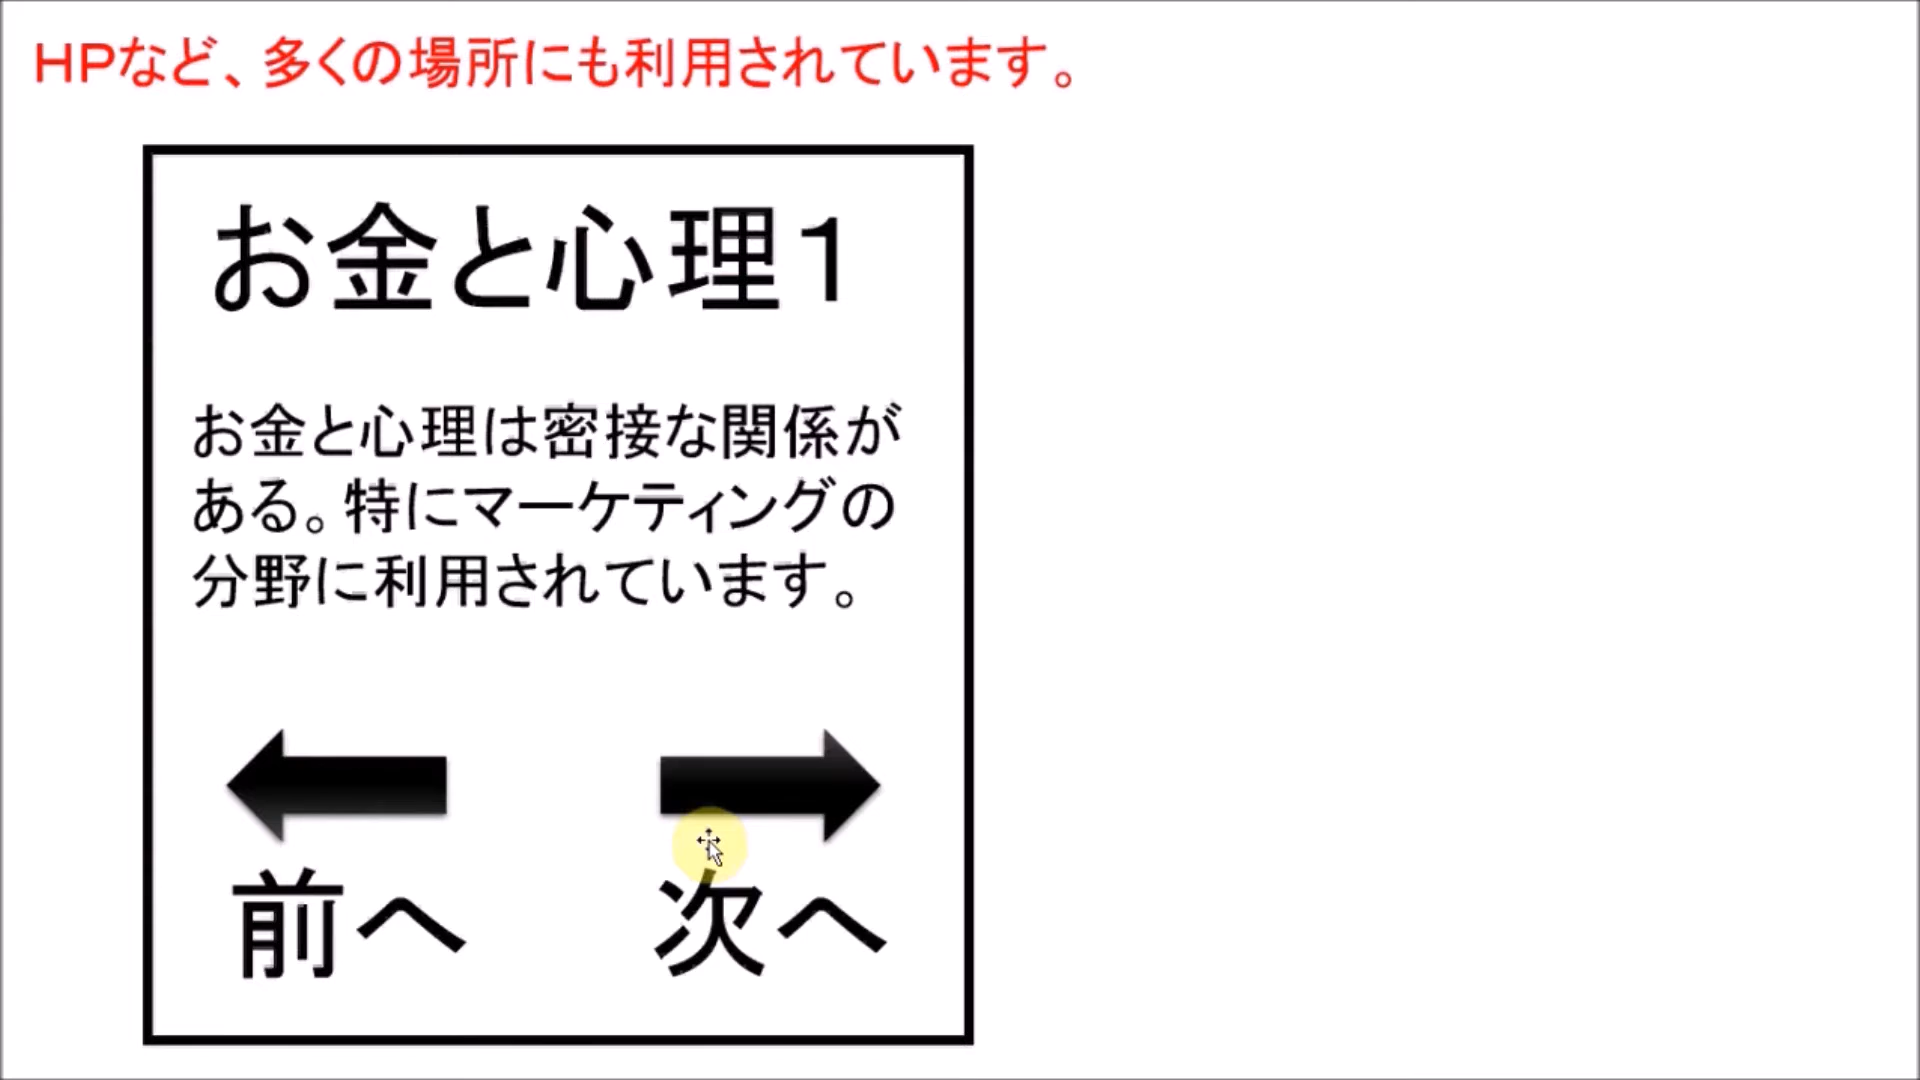 HPなど、多くの場所にも利用されています。
お金と心理１
お金と心理は密接な関係が
ある。特にマーケティングの
分野に利用されています。
前へ
次へ